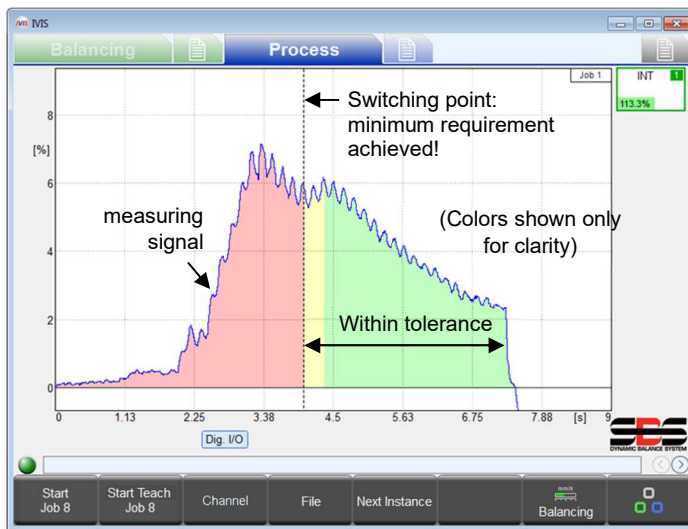 IVIS IVIS
Balancing
Process
Job 1
INT 1
113.3%
Switching point:
minimum requirement
achieved!
8
[%]
6
measuring
signal
(Colors shown only
for clarity)
4
Within tolerance
2
0
0 1.13 2.25 3.38 4.5 5.63 6.75 7.88 [s] 9
Dig. I/O
SBS
DYNAMIC BALANCE SYSTEM
Start
Job 8
Start Teach
Job 8
Channel
File
Next Instance
mm/s
Balancing